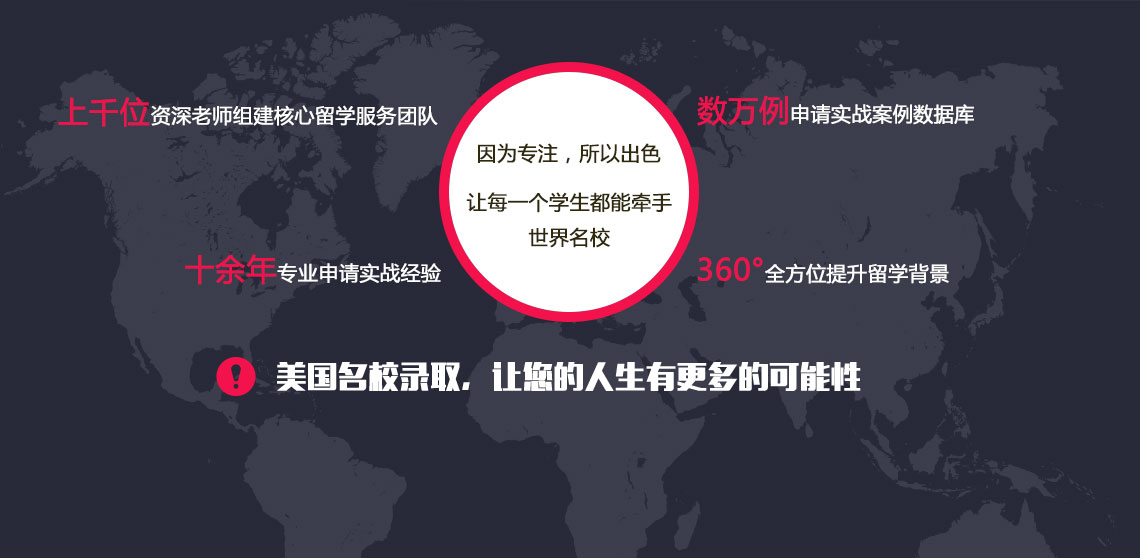 上千位资深老师组建核心留学服务团队
数万例申请实战案例数据库
因为专注，所以出色
让每一个学生都能牵手
世界名校
十余年专业申请实战经验
360°全方位提升留学背景
美国名校录取，让您的人生有更多的可能性